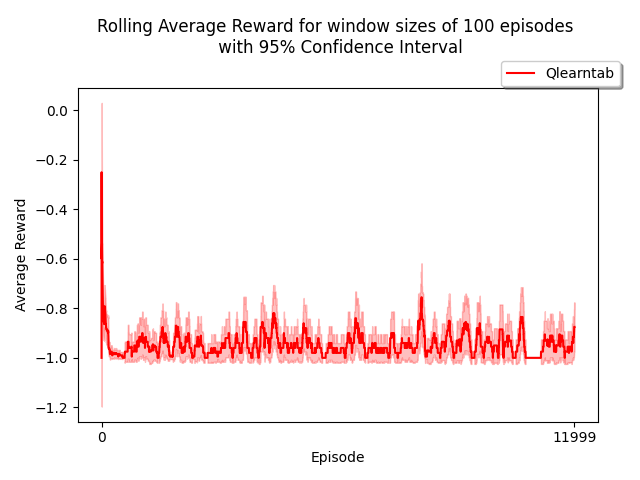 Rolling Average Reward for window sizes of 100 episodes
with 95% Confidence Interval
Qlearntab
0.0
−0.2
−0.4
−0.6
−0.8
−1.0
−1.2
Average Reward
0
11999
Episode